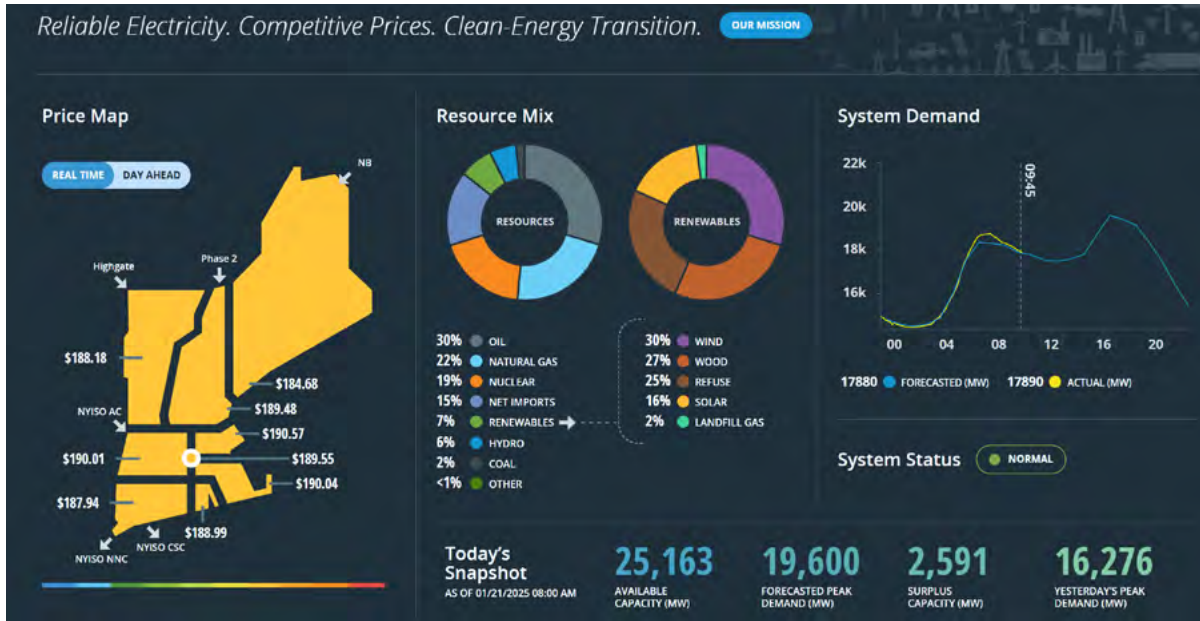 Reliable Electricity. Competitive Prices. Clean-Energy Transition.
OUR MISSION
Price Map
REAL TIME
DAY AHEAD
NB
Phase 2
Highgate
$188.18
$184.68
NYISO AC
$189.48
$190.57
$190.01
$189.55
$190.04
$187.94
$188.99
NYISO CSC
NYISO NNC
Resource Mix
RESOURCES
RENEWABLES
30% OIL
22% NATURAL GAS
19% NUCLEAR
15% NET IMPORTS
7% RENEWABLES
6% HYDRO
2% COAL
<1% OTHER
30% WIND
27% WOOD
25% REFUSE
16% SOLAR
2% LANDFILL GAS
System Demand
22k
20k
18k
16k
09:45
00 04 08 12 16 20
17880 FORECASTED (MW)
17890 ACTUAL (MW)
System Status
NORMAL
Today's
Snapshot
AS OF 01/21/2025 08:00 AM
25,163
AVAILABLE
CAPACITY (MW)
19,600
FORECASTED PEAK
DEMAND (MW)
2,591
SURPLUS
CAPACITY (MW)
16,276
YESTERDAY'S PEAK
DEMAND (MW)